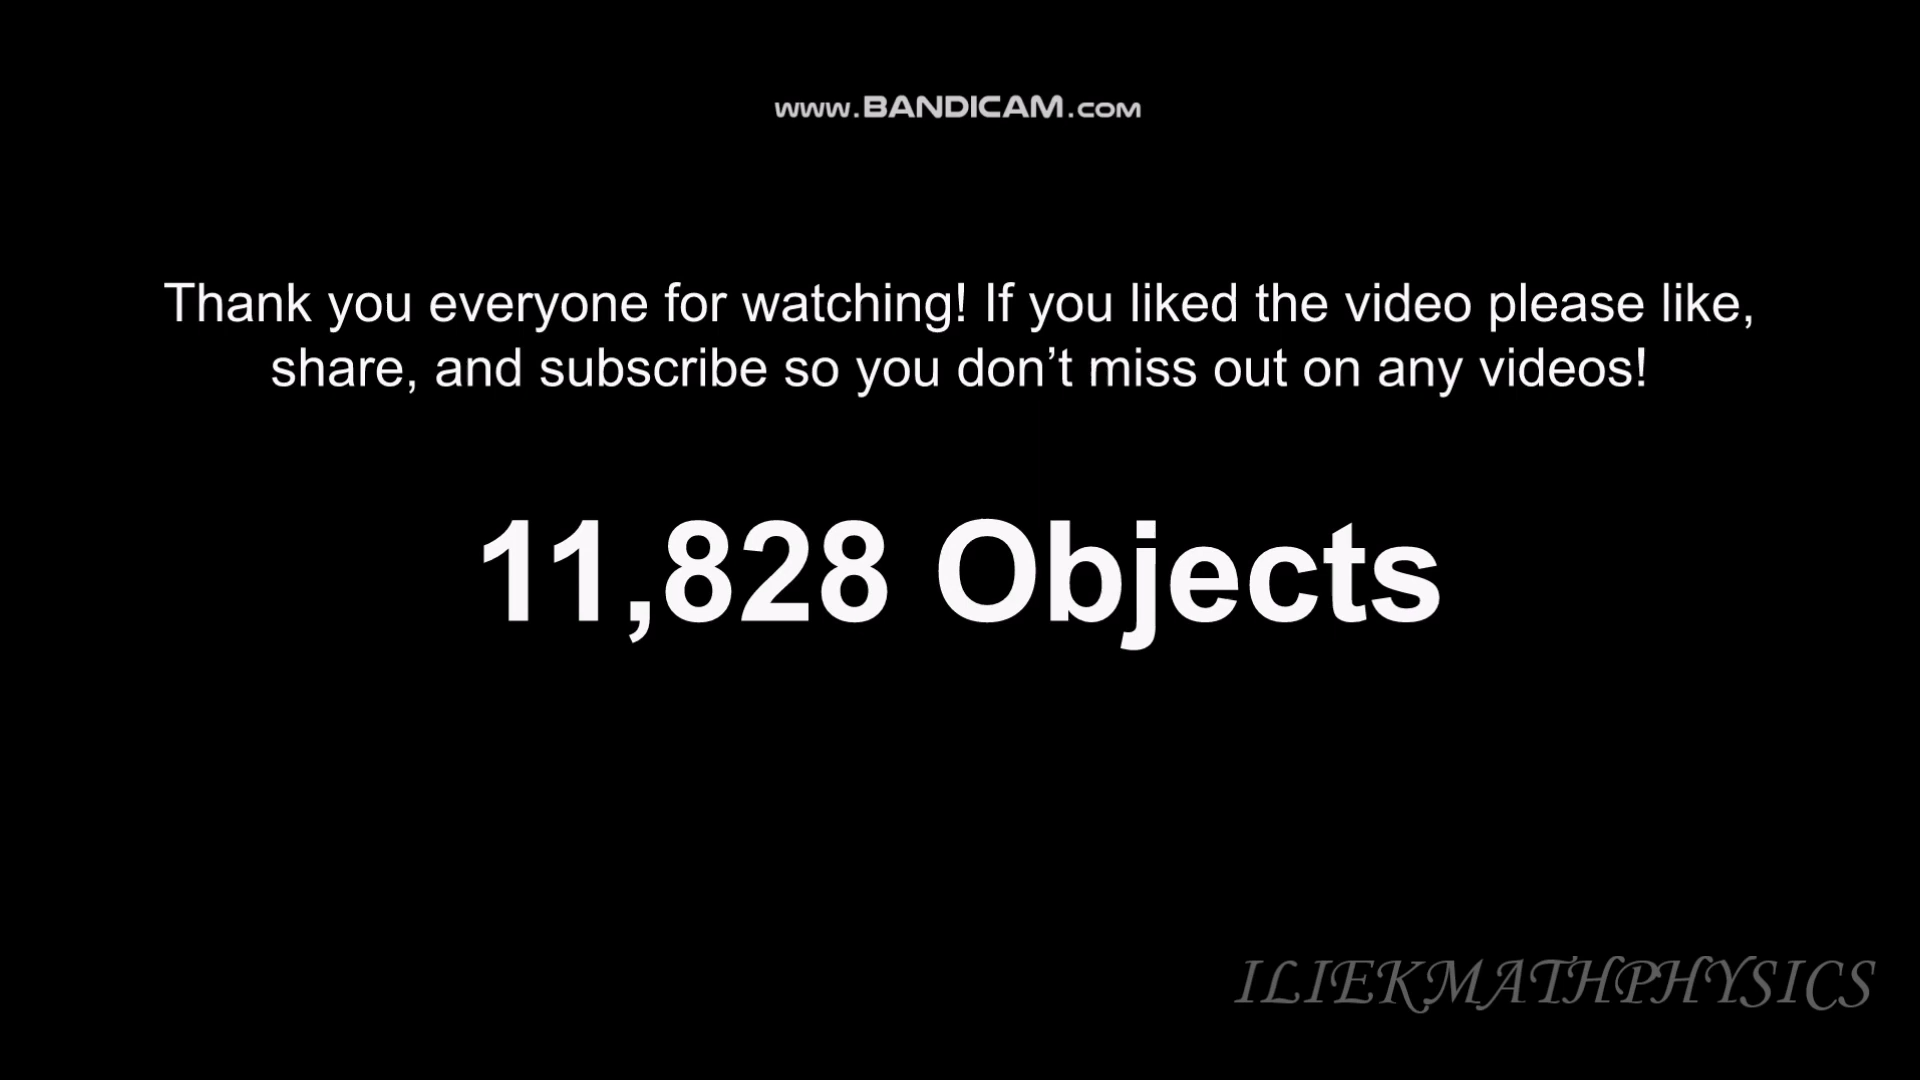 www.BANDICAM.com
Thank you everyone for watching! If you liked the video please like,
share, and subscribe so you don’t miss out on any videos!
11,828 Objects
ILIEKMATHPHYSICS